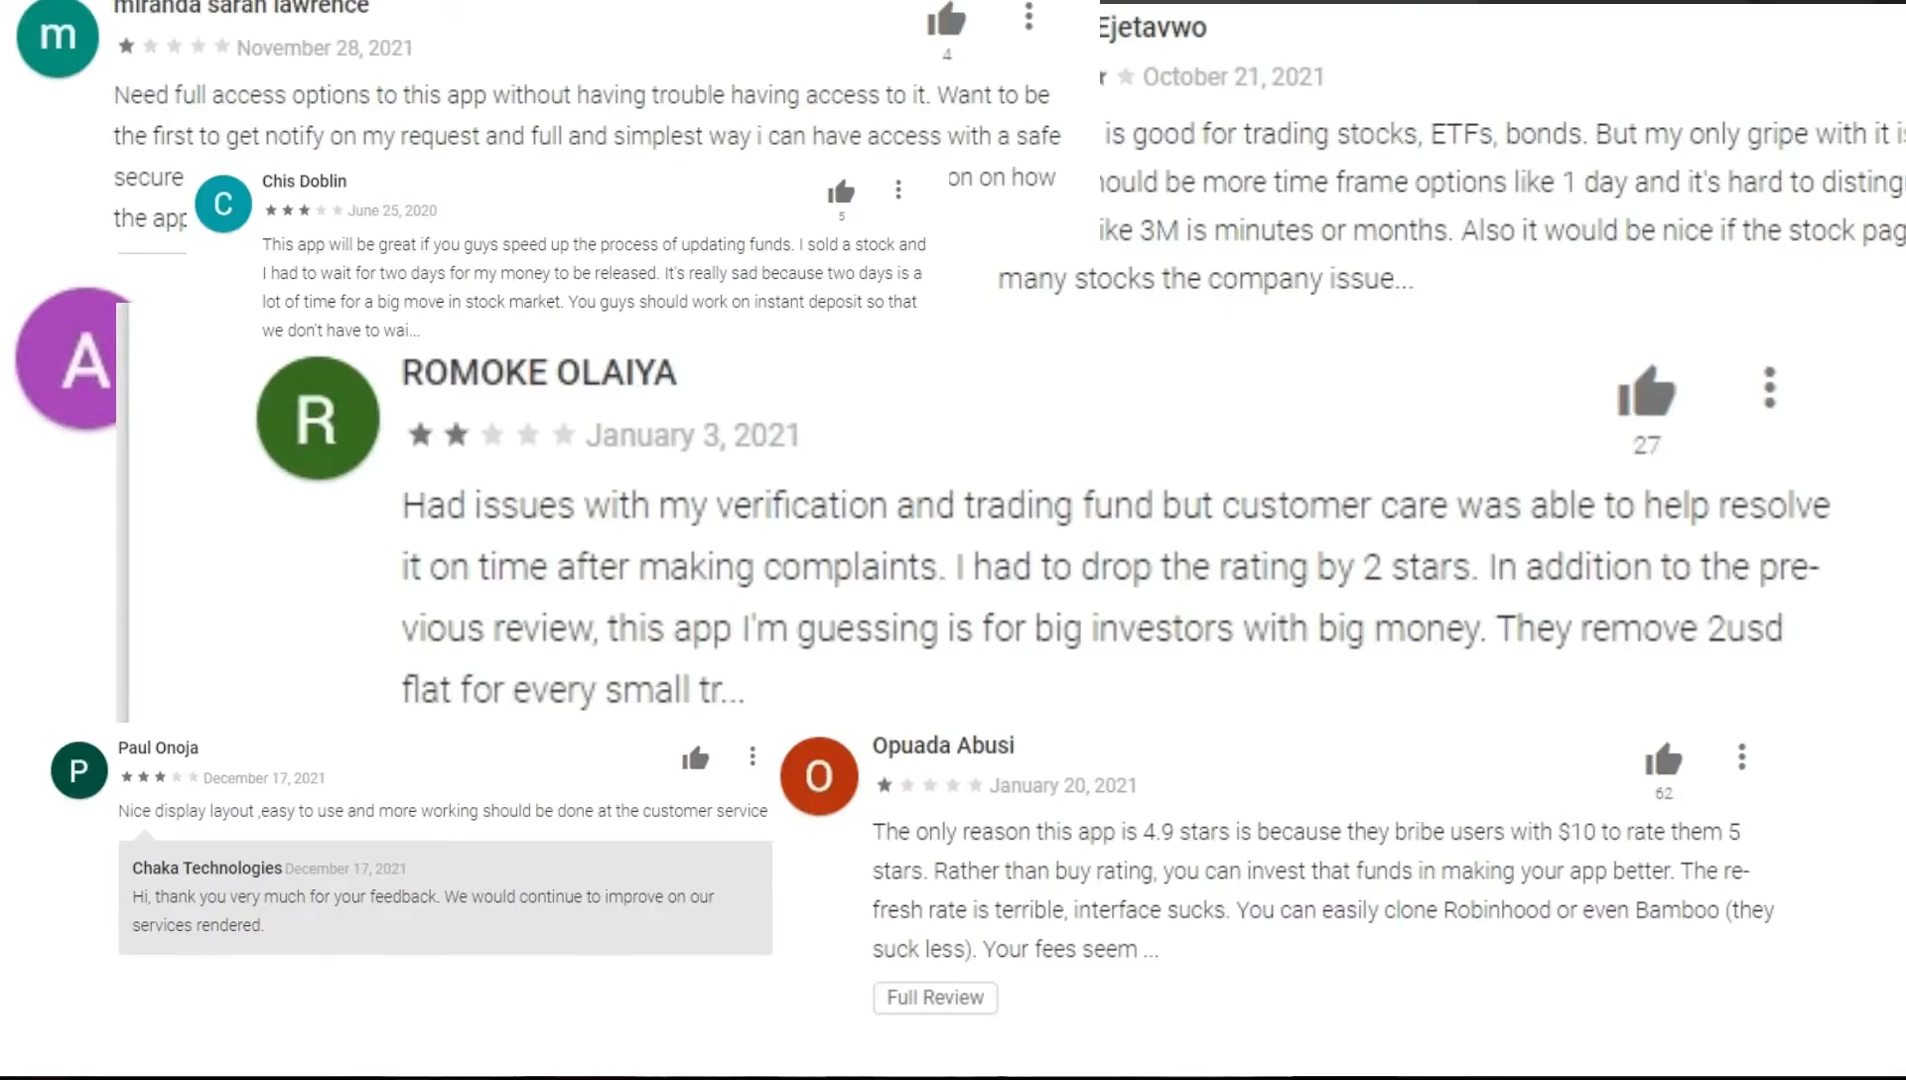 miranda sarah lawrence
November 28, 2021
4
Need full access options to this app without having trouble having access to it. Want to be
the first to get notify on my request and full and simplest way i can have access with a safe
secure
on on how
the app
Ejetavwo
October 21, 2021
is good for trading stocks, ETFs, bonds. But my only gripe with it is
hould be more time frame options like 1 day and it's hard to disting
ike 3M is minutes or months. Also it would be nice if the stock pag
many stocks the company issue...
m
C
Chis Doblin
June 25, 2020
5
This app will be great if you guys speed up the process of updating funds. I sold a stock and
I had to wait for two days for my money to be released. It's really sad because two days is a
lot of time for a big move in stock market. You guys should work on instant deposit so that
we don't have to wai...
A
R
ROMOKE OLAIYA
January 3, 2021
27
Had issues with my verification and trading fund but customer care was able to help resolve
it on time after making complaints. I had to drop the rating by 2 stars. In addition to the pre-
vious review, this app I'm guessing is for big investors with big money. They remove 2usd
flat for every small tr...
P
Paul Onoja
December 17, 2021
Nice display layout ,easy to use and more working should be done at the customer service
Chaka Technologies December 17, 2021
Hi, thank you very much for your feedback. We would continue to improve on our
services rendered.
O
Opuada Abusi
January 20, 2021
62
The only reason this app is 4.9 stars is because they bribe users with $10 to rate them 5
stars. Rather than buy rating, you can invest that funds in making your app better. The re-
fresh rate is terrible, interface sucks. You can easily clone Robinhood or even Bamboo (they
suck less). Your fees seem ...
Full Review